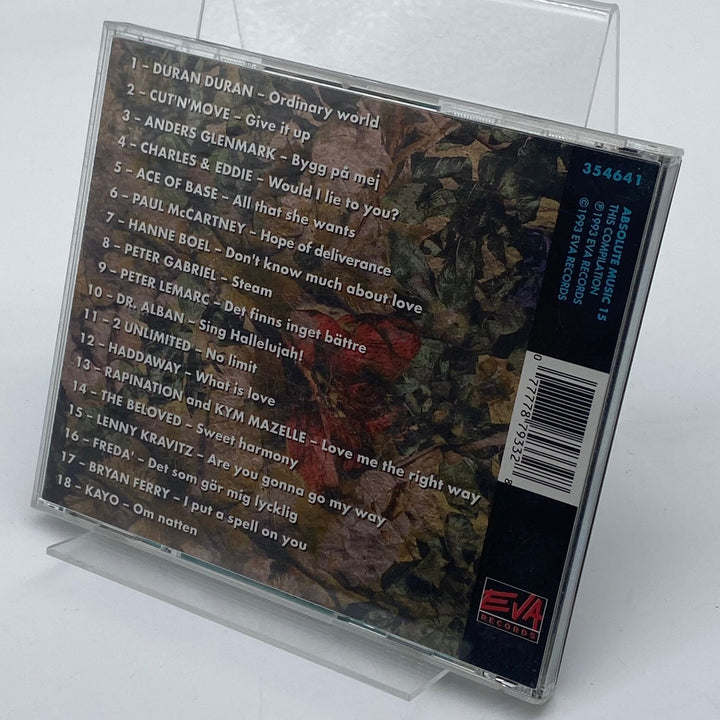 1 – DURAN DURAN – Ordinary world
2 – CUT'N'MOVE – Give it up
3 – ANDERS GLENMARK – Bygg på mej
4 – CHARLES & EDDIE – Would I lie to you?
5 – ACE OF BASE – All that she wants
6 – PAUL McCARTNEY – Hope of deliverance
7 – HANNE BOEL – Don't know much about love
8 – PETER GABRIEL – Steam
9 – PETER LEMARC – Det finns inget bättre
10 – DR. ALBAN – Sing Hallelujah!
11 – 2 UNLIMITED – No limit
12 – HADDAWAY – What is love
13 – RAPINATION and KYM MAZELLE – Love me the right way
14 – THE BELOVED – Sweet harmony
15 – LENNY KRAVITZ – Are you gonna go my way
16 – FREDA' – Det som gör mig lycklig
17 – BRYAN FERRY – I put a spell on you
18 – KAYO – Om natten
354641
ABSOLUTE MUSIC 15
THIS COMPILATION
℗1993 EVA RECORDS
©1993 EVA RECORDS
0 77778 79332 8
EVA
RECORDS